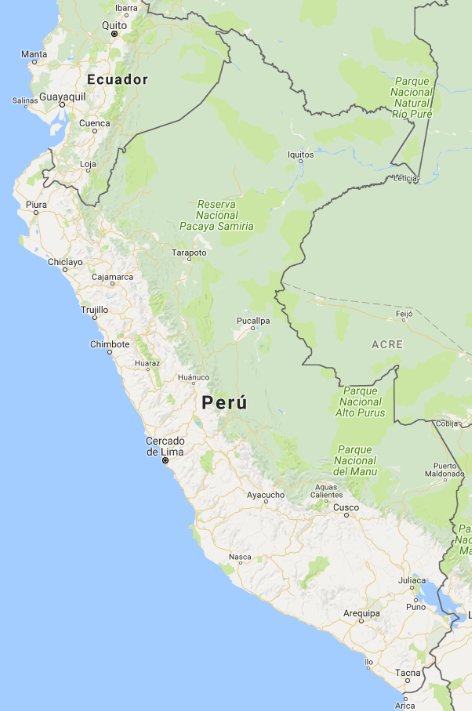 Ibarra
Quito
Manta
Ecuador
Parque
Nacional
Natural
Río Puré
Salinas
Guayaquil
Cuenca
Iquitos
Loja
Leticia
Piura
Reserva
Nacional
Pacaya Samiria
Tarapoto
Chiclayo
Cajamarca
Trujillo
Pucallpa
Feijó
Chimbote
ACRE
Huaraz
Huánuco
Perú
Parque
Nacional
Alto Purus
Cobija
Cercado
de Lima
Parque
Nacional
del Manú
Puerto
Maldonado
Aguas
Calientes
Ayacucho
Cusco
Nasca
Juliaca
Puno
Arequipa
Ilo
Tacna
Arica